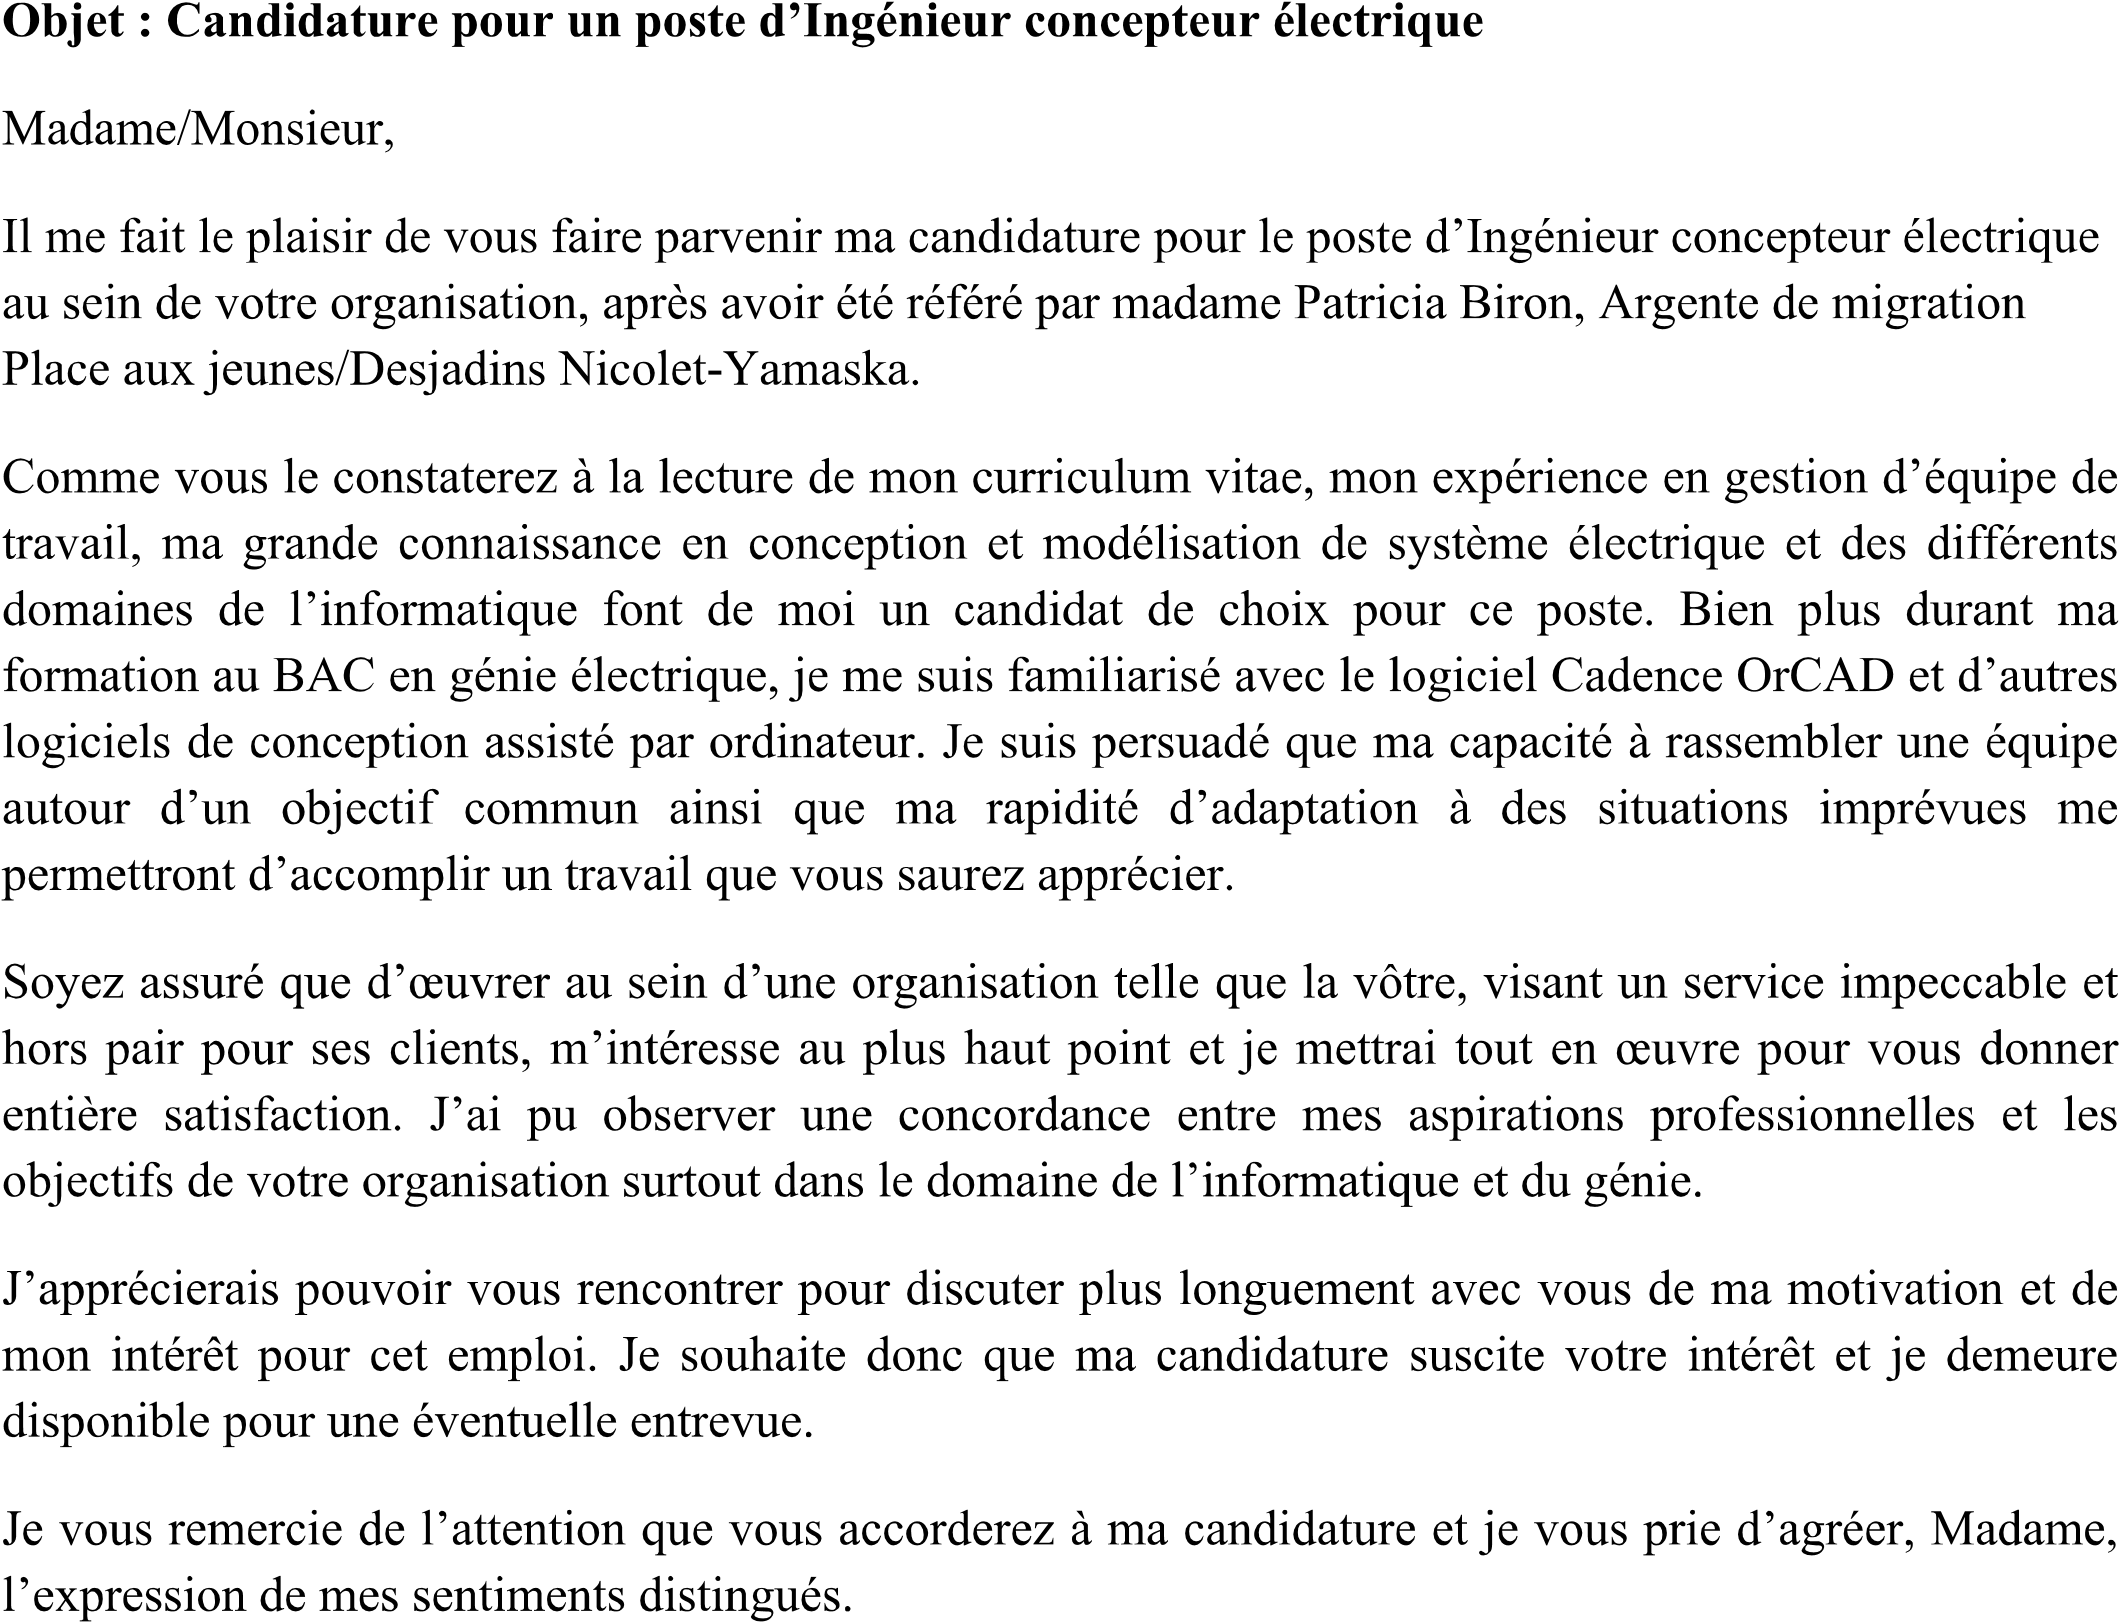 Objet : Candidature pour un poste d’Ingénieur concepteur électrique
Madame/Monsieur,
Il me fait le plaisir de vous faire parvenir ma candidature pour le poste d’Ingénieur concepteur électrique
au sein de votre organisation, après avoir été référé par madame Patricia Biron, Argente de migration
Place aux jeunes/Desjadins Nicolet-Yamaska.
Comme vous le constaterez à la lecture de mon curriculum vitae, mon expérience en gestion d’équipe de
travail, ma grande connaissance en conception et modélisation de système électrique et des différents
domaines de l’informatique font de moi un candidat de choix pour ce poste. Bien plus durant ma
formation au BAC en génie électrique, je me suis familiarisé avec le logiciel Cadence OrCAD et d’autres
logiciels de conception assisté par ordinateur. Je suis persuadé que ma capacité à rassembler une équipe
autour d’un objectif commun ainsi que ma rapidité d’adaptation à des situations imprévues me
permettront d’accomplir un travail que vous saurez apprécier.
Soyez assuré que d’œuvrer au sein d’une organisation telle que la vôtre, visant un service impeccable et
hors pair pour ses clients, m’intéresse au plus haut point et je mettrai tout en œuvre pour vous donner
entière satisfaction. J’ai pu observer une concordance entre mes aspirations professionnelles et les
objectifs de votre organisation surtout dans le domaine de l’informatique et du génie.
J’apprécierais pouvoir vous rencontrer pour discuter plus longuement avec vous de ma motivation et de
mon intérêt pour cet emploi. Je souhaite donc que ma candidature suscite votre intérêt et je demeure
disponible pour une éventuelle entrevue.
Je vous remercie de l’attention que vous accorderez à ma candidature et je vous prie d’agréer, Madame,
l’expression de mes sentiments distingués.